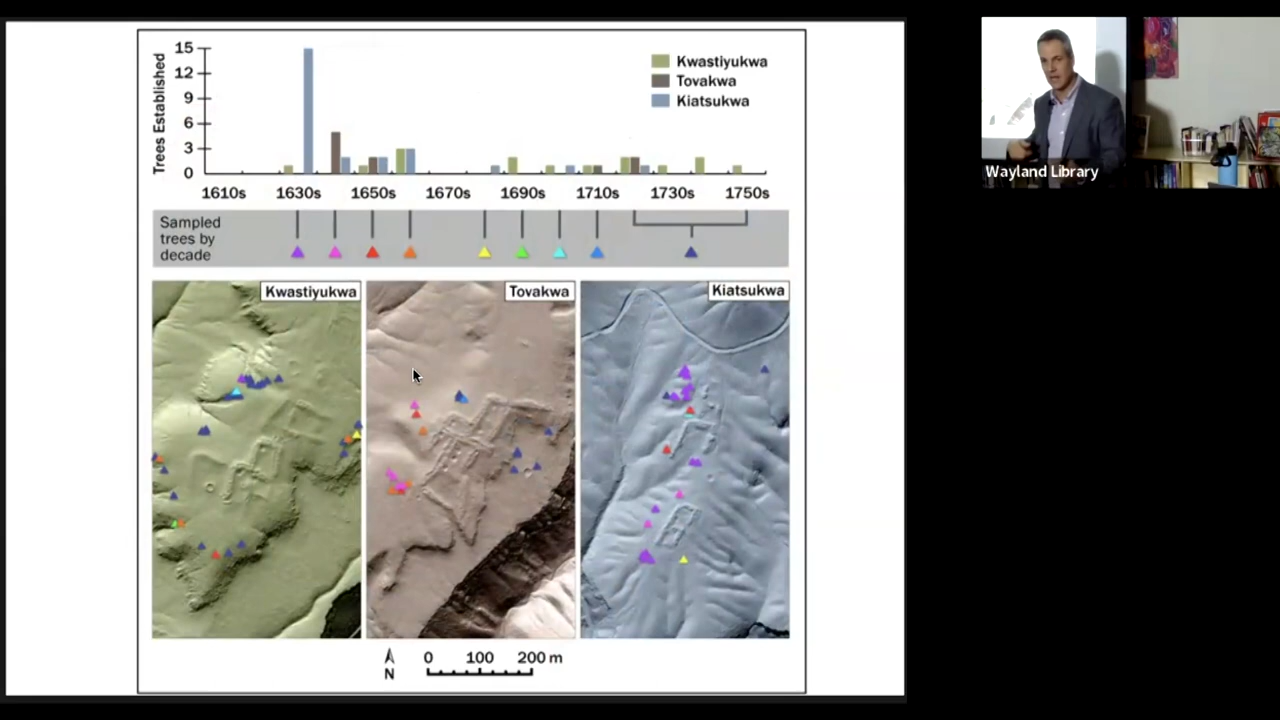 Trees Established
15
12
9
6
3
0
Kwastiyukwa
Tovakwa
Kiatsukwa
1610s 1630s 1650s 1670s 1690s 1710s 1730s 1750s
Sampled
trees by
decade
Kwastiyukwa
Tovakwa
Kiatsukwa
N
0 100 200 m
Wayland Library